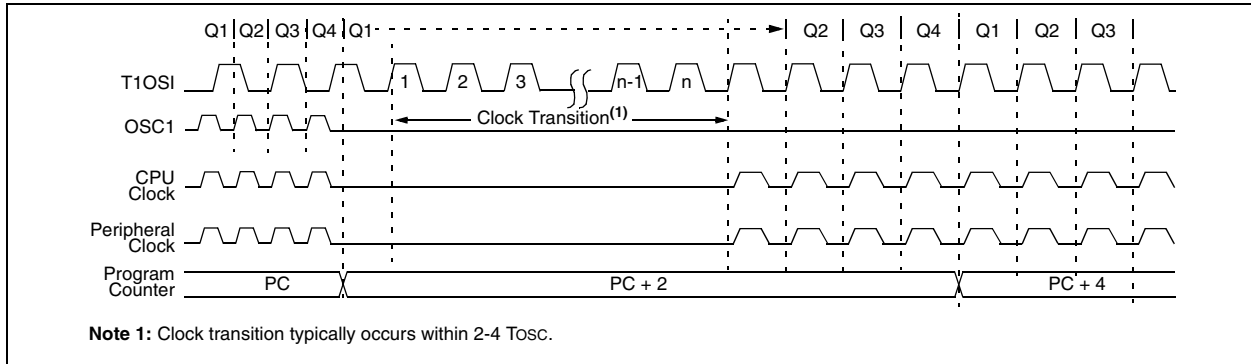 Q1 Q2 Q3 Q4 Q1 Q2 Q3 Q4 Q1 Q2 Q3
T1OSI 1 2 3 n-1 n
Clock Transition(1)
OSC1
CPU
Clock
Peripheral
Clock
Program
Counter
PC PC + 2 PC + 4
Note 1: Clock transition typically occurs within 2-4 TOSC.